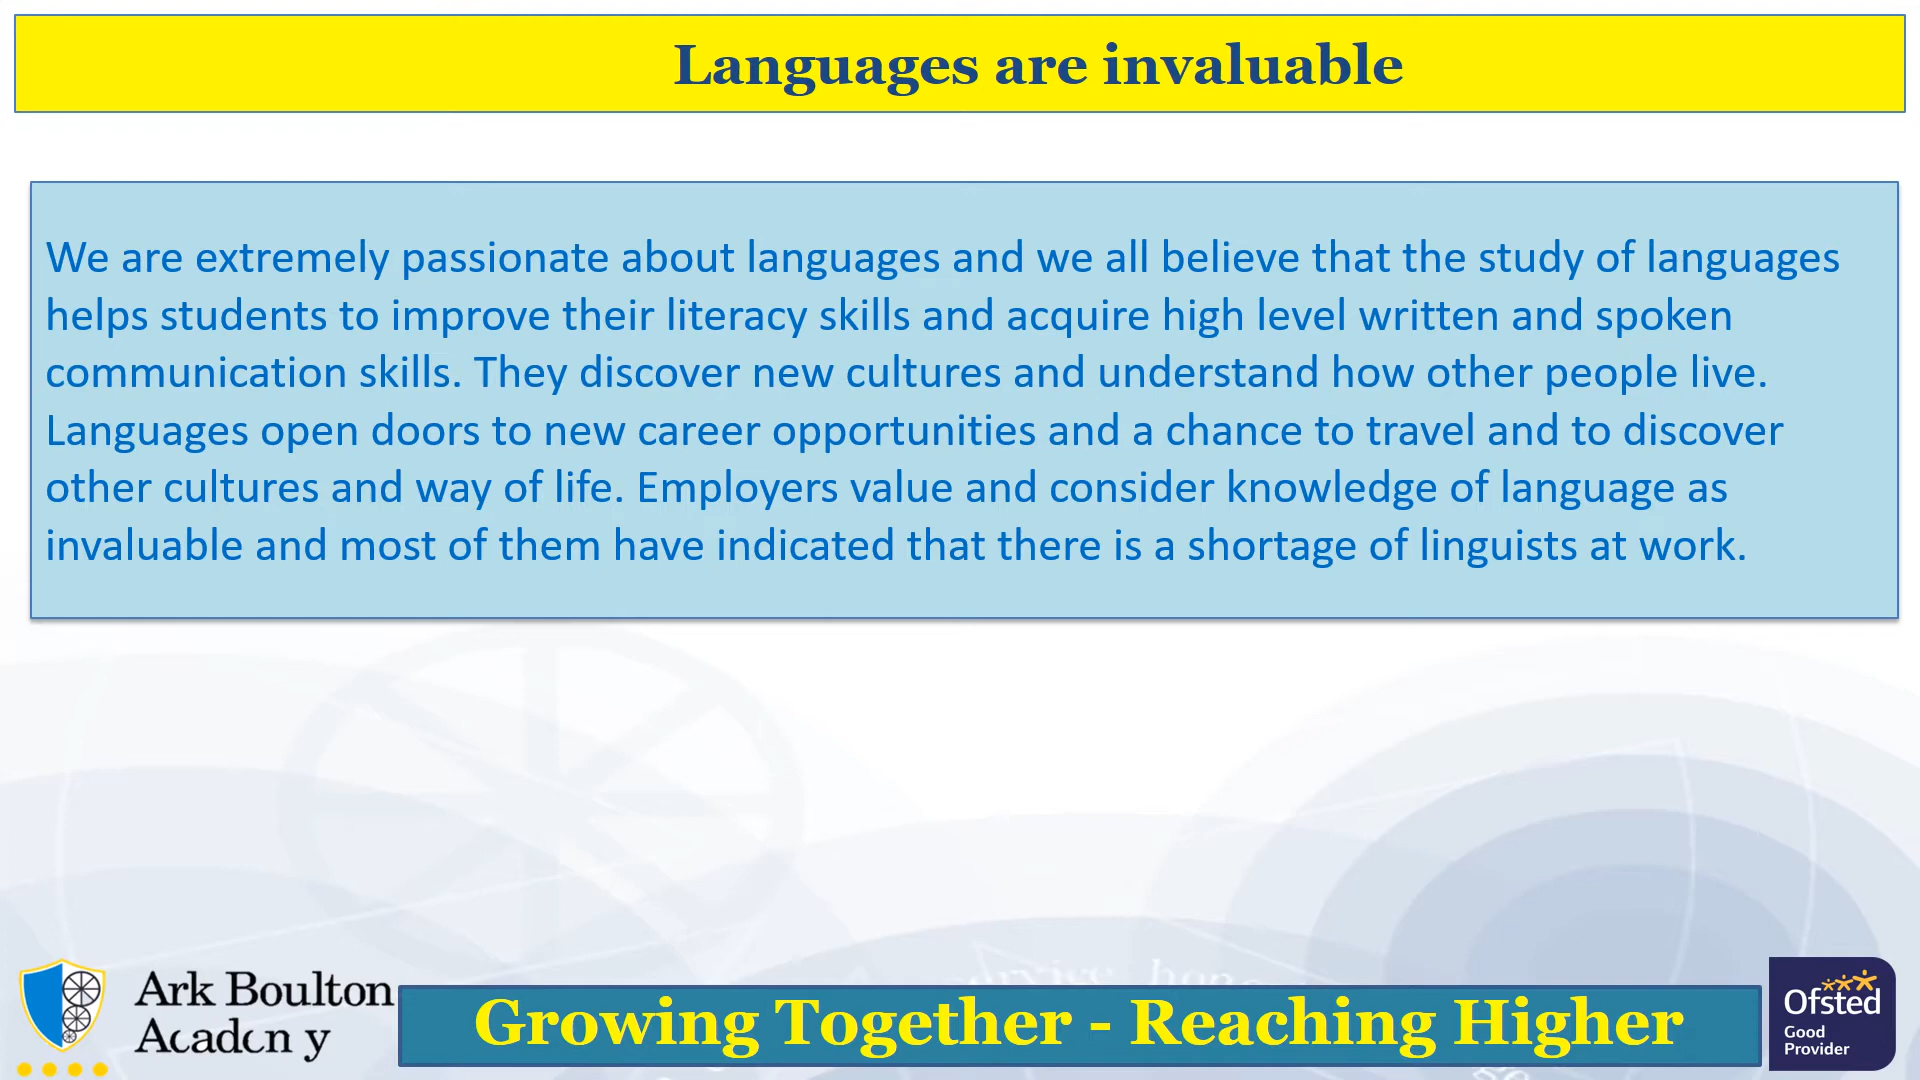 Languages are invaluable
We are extremely passionate about languages and we all believe that the study of languages
helps students to improve their literacy skills and acquire high level written and spoken
communication skills. They discover new cultures and understand how other people live.
Languages open doors to new career opportunities and a chance to travel and to discover
other cultures and way of life. Employers value and consider knowledge of language as
invaluable and most of them have indicated that there is a shortage of linguists at work.
Ark Boulton
Growing Together - Reaching Higher
Ofsted
Good
Provider